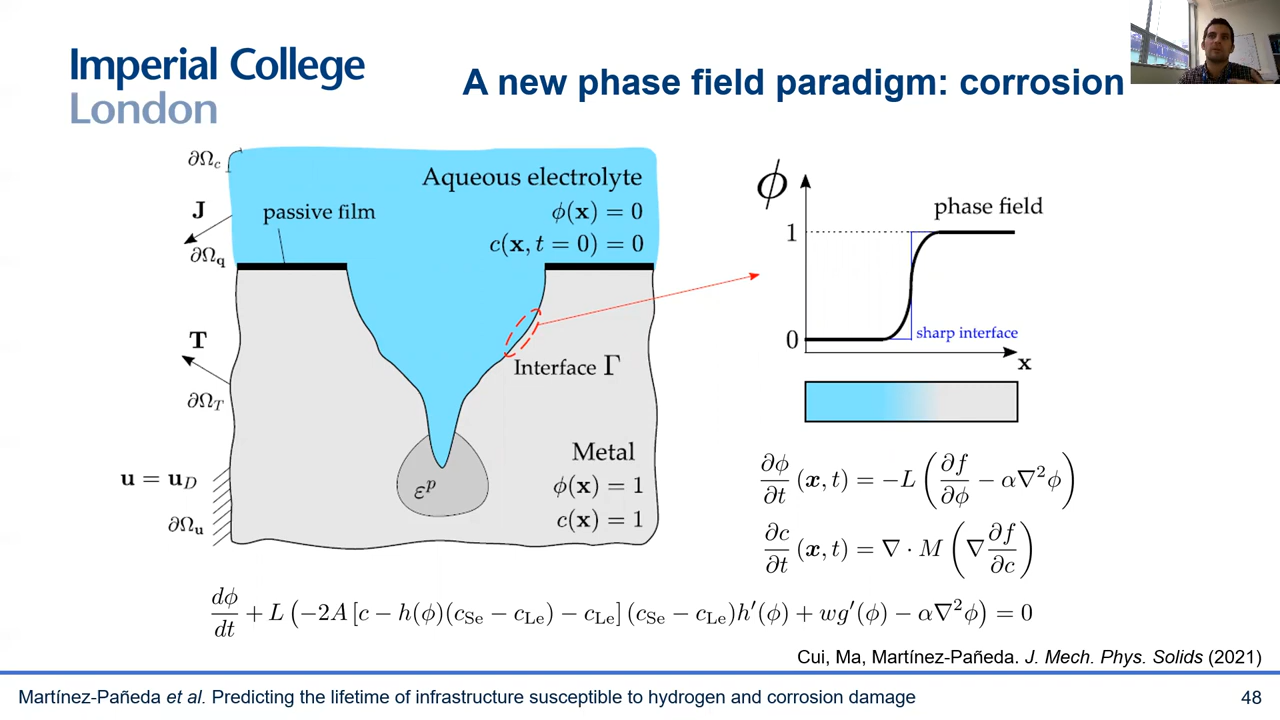 Imperial College
London
A new phase field paradigm: corrosion
∂Ω_c
J
∂Ω_q
T
∂Ω_T
u = u_D
∂Ω_u
passive film
Aqueous electrolyte
ϕ(x) = 0
c(x, t = 0) = 0
Interface Γ
Metal
ϕ(x) = 1
c(x) = 1
ε^p
ϕ
1
0
phase field
sharp interface
x
∂ϕ/∂t (x, t) = −L (∂f/∂ϕ − α∇²ϕ)
∂c/∂t (x, t) = ∇ · M (∇ ∂f/∂c)
dϕ/dt + L (−2A [c − h(ϕ)(c_Se − c_Le) − c_Le] (c_Se − c_Le)h′(ϕ) + wg′(ϕ) − α∇²ϕ) = 0
Cui, Ma, Martínez-Pañeda. J. Mech. Phys. Solids (2021)
Martínez-Pañeda et al. Predicting the lifetime of infrastructure susceptible to hydrogen and corrosion damage
48